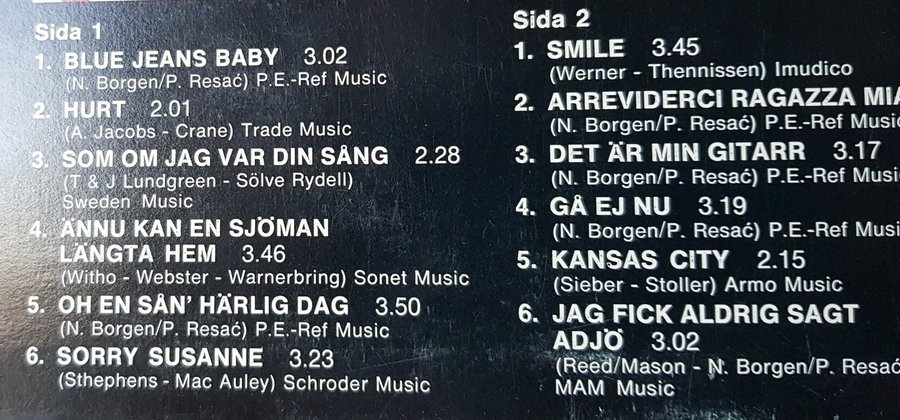 Sida 1
1. BLUE JEANS BABY 3.02
(N. Borgen/P. Resać) P.E.-Ref Music
2. HURT 2.01
(A. Jacobs - Crane) Trade Music
3. SOM OM JAG VAR DIN SÅNG 2.28
(T & J Lundgreen - Sölve Rydell)
Sweden Music
4. ÄNNU KAN EN SJÖMAN
LÄNGTA HEM 3.46
(Witho - Webster - Warnerbring) Sonet Music
5. OH EN SÅN' HÄRLIG DAG 3.50
(N. Borgen/P. Resać) P.E.-Ref Music
6. SORRY SUSANNE 3.23
(Sthephens - Mac Auley) Schroder Music
Sida 2
1. SMILE 3.45
(Werner - Thennissen) Imudico
2. ARREVIDERCI RAGAZZA MIA
(N. Borgen/P. Resać) P.E.-Ref Music
3. DET ÄR MIN GITARR 3.17
(N. Borgen/P. Resać) P.E.-Ref Music
4. GÅ EJ NU 3.19
(N. Borgen/P. Resać) P.E.-Ref Musi
5. KANSAS CITY 2.15
(Sieber - Stoller) Armo Music
6. JAG FICK ALDRIG SAGT
ADJÖ 3.02
(Reed/Mason - N. Borgen/P. Resać)
MAM Music